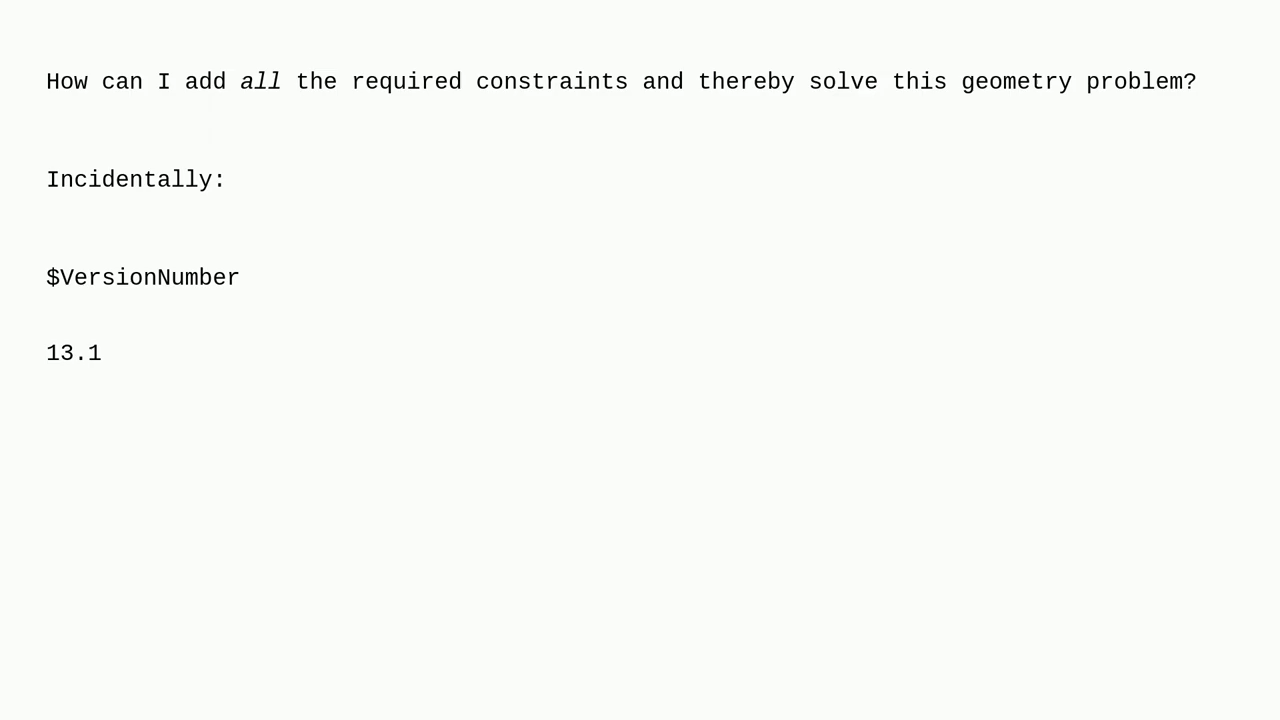 How can I add all the required constraints and thereby solve this geometry problem?
Incidentally:
$VersionNumber
13.1